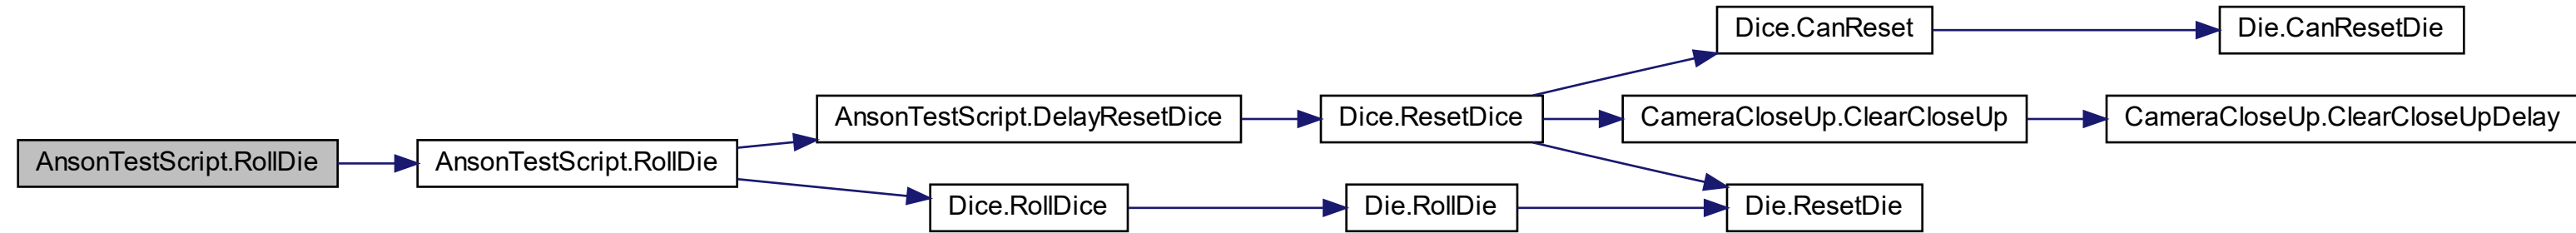 AnsonTestScript.RollDie
AnsonTestScript.RollDie
AnsonTestScript.DelayResetDice
Dice.ResetDice
Dice.CanReset
Die.CanResetDie
CameraCloseUp.ClearCloseUp
CameraCloseUp.ClearCloseUpDelay
Dice.RollDice
Die.RollDie
Die.ResetDie